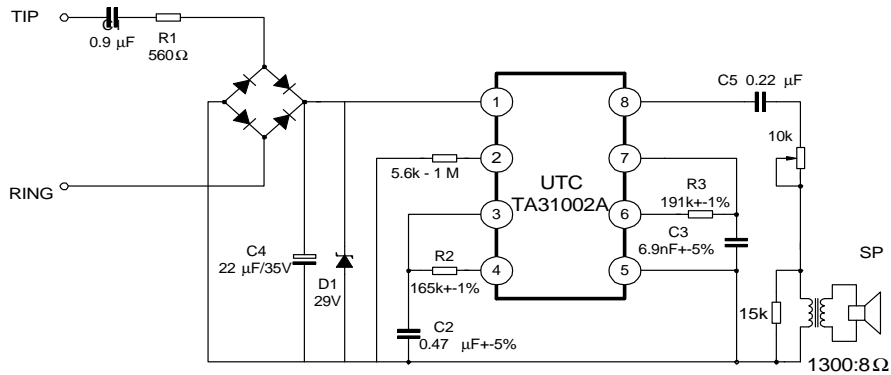 TIP
C1
0.9 μF
R1
560Ω
RING
C4
22 μF/35V
D1
29V
5.6k - 1 M
R2
165k+-1%
C2
0.47 μF+-5%
1
2
3
4
UTC
TA31002A
8
7
6
5
C5 0.22 μF
10k
R3
191k+-1%
C3
6.9nF+-5%
15k
SP
1300:8Ω